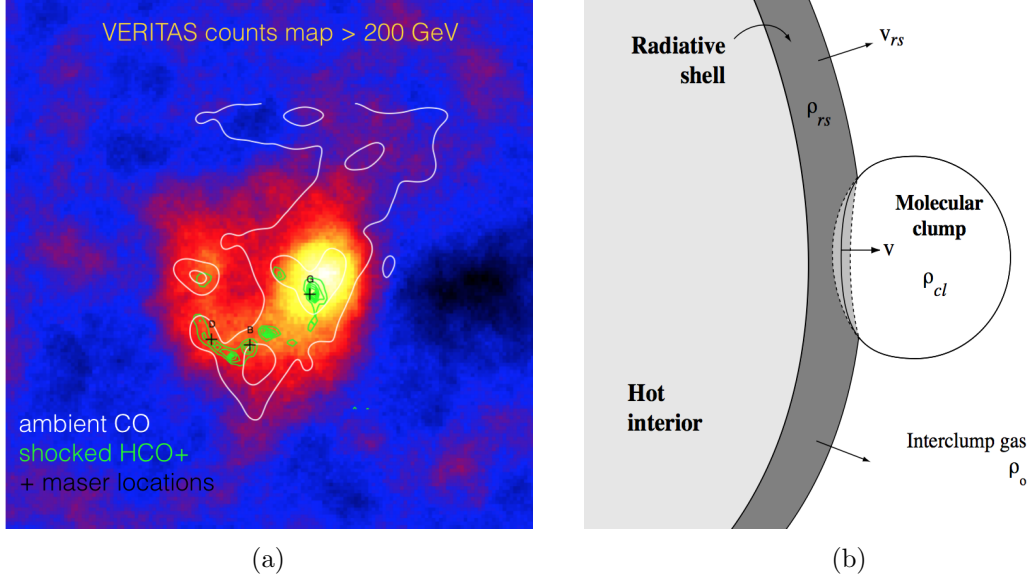 VERITAS counts map > 200 GeV
G
D
B
ambient CO
shocked HCO+
+ maser locations
(a)
Radiative
shell
v_rs
ρ_rs
Molecular
clump
v
ρ_cl
Hot
interior
Interclump gas
ρ_o
(b)